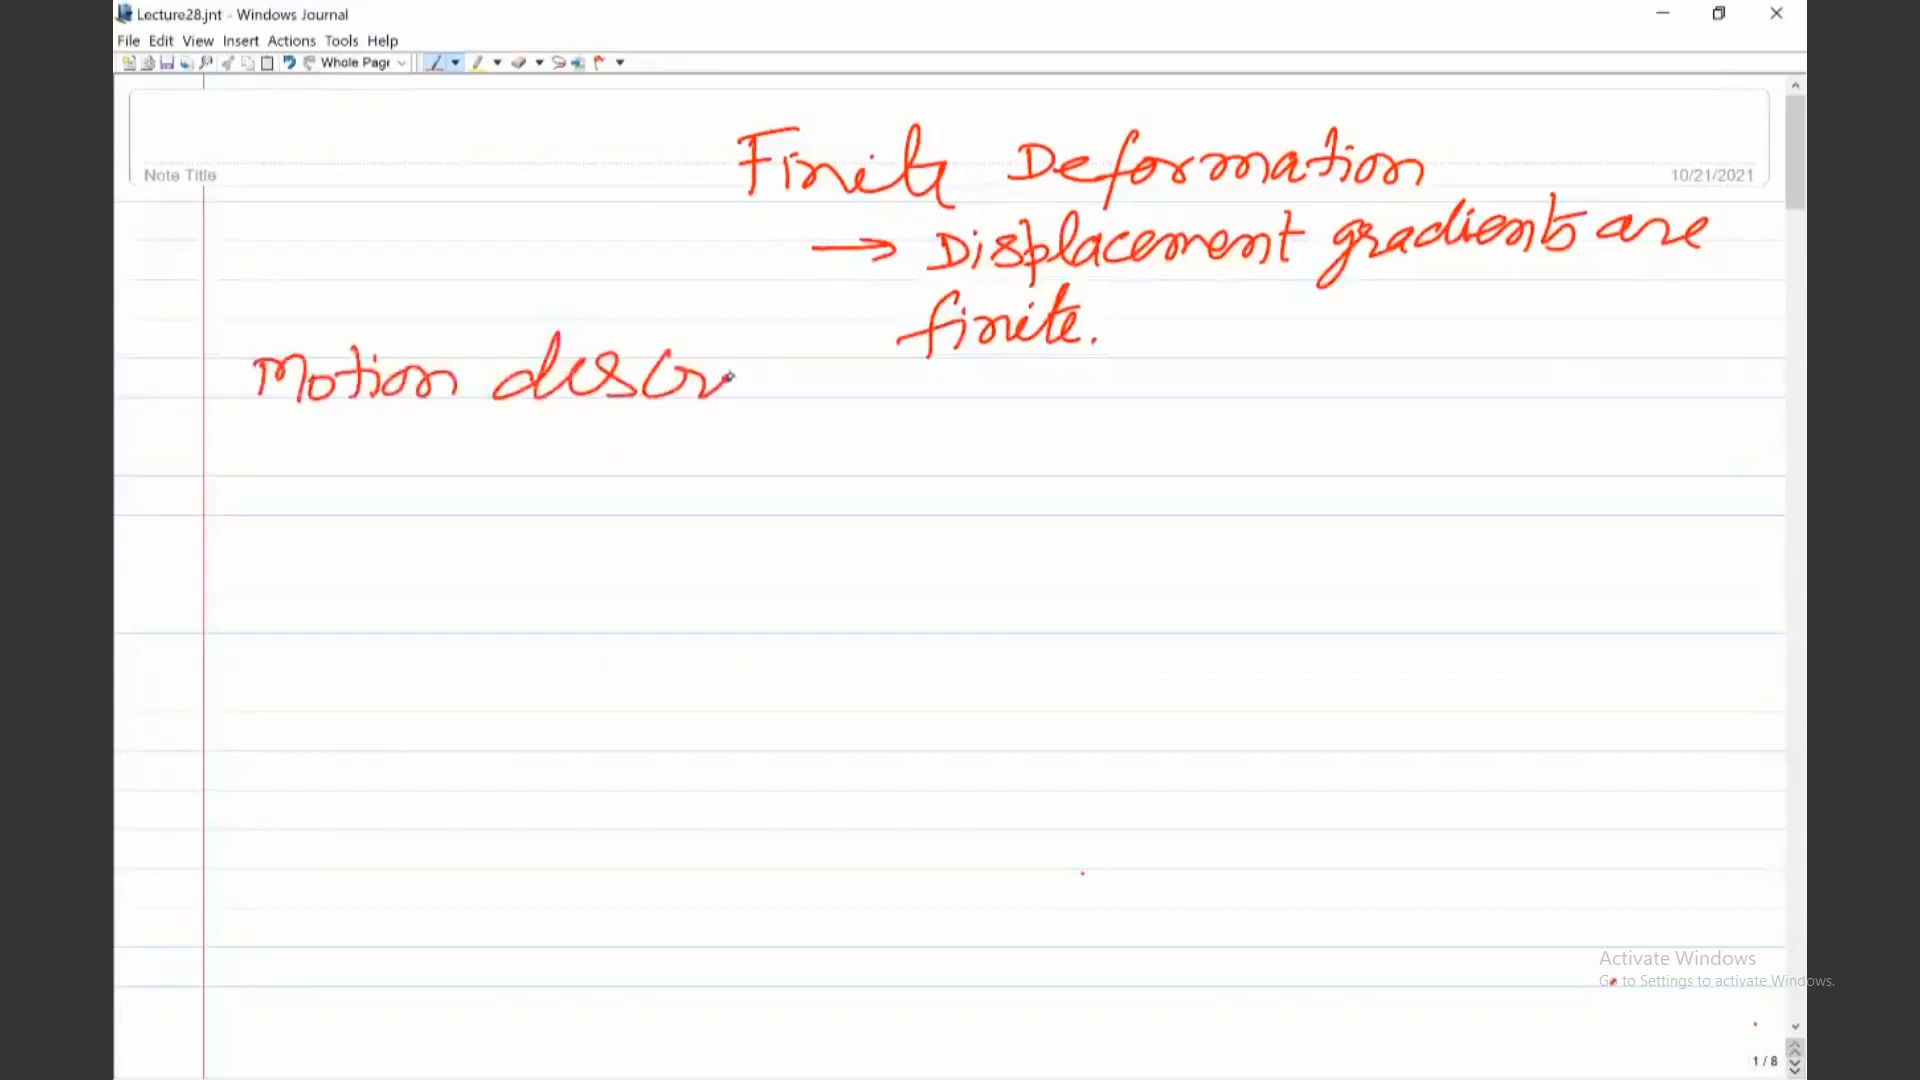 Lecture28.jnt - Windows Journal
File Edit View Insert Actions Tools Help
Whole Page
Finite Deformation
Note Title
10/21/2021
→ Displacement gradients are
finite.
Motion descr
Activate Windows
Go to Settings to activate Windows.
1 / 8